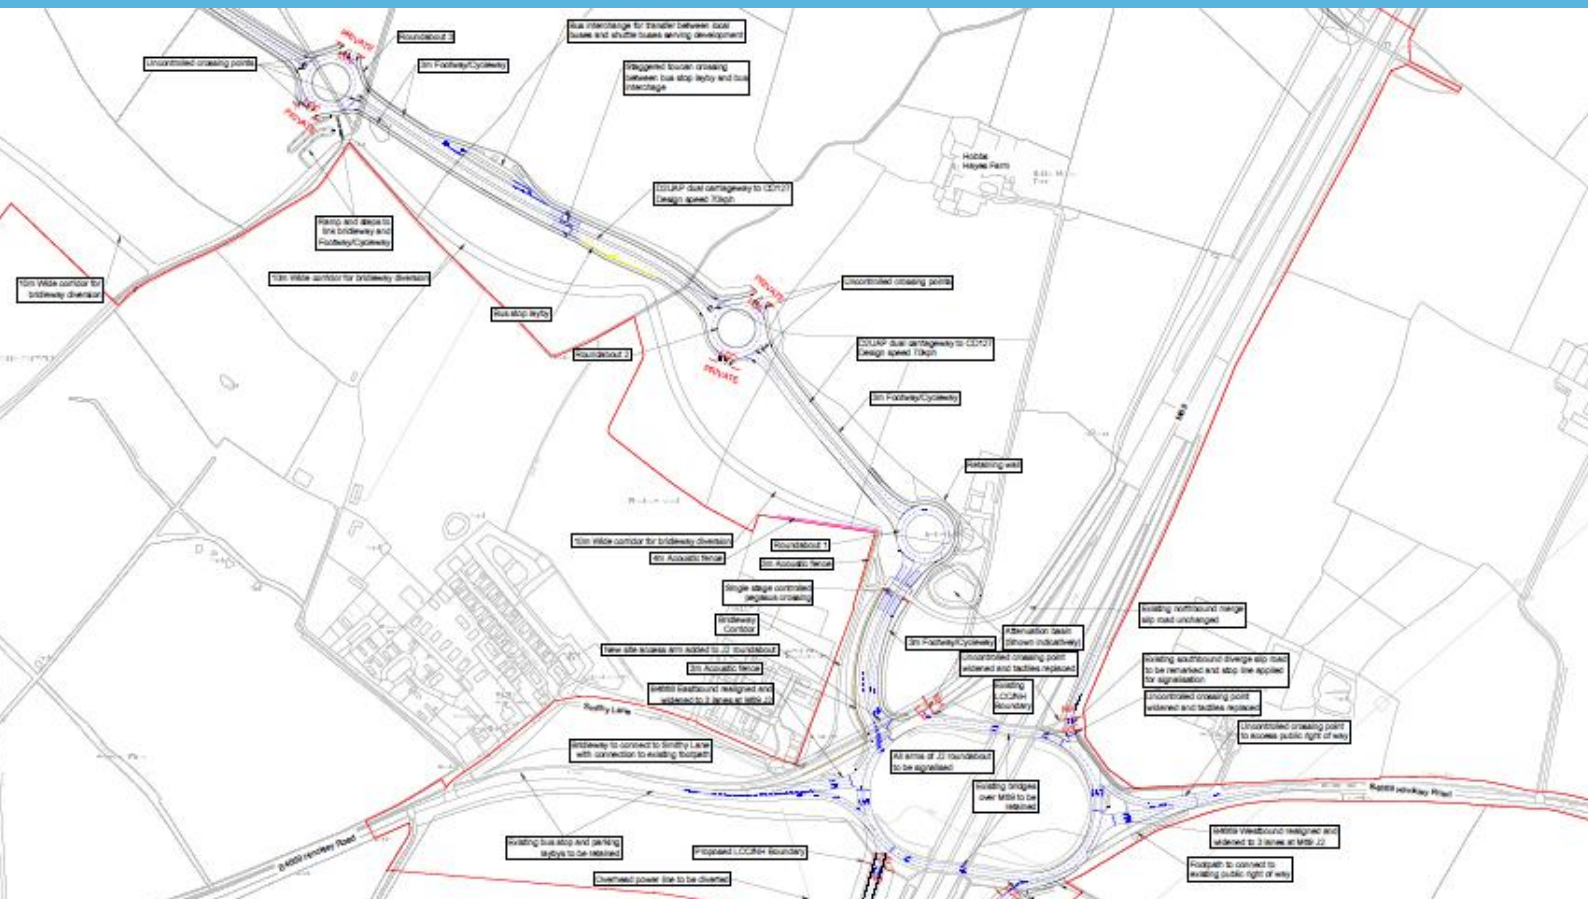 PRIVATE
Roundabout 3
Bus interchange for transfer between local
buses and shuttle buses serving development
Uncontrolled crossing points
3m Footway/Cycleway
Staggered toucan crossing
between bus stop layby and bus
interchage
PRIVATE
Hobbs
Hayes Farm
D2UAP dual carriageway to CD127
Design speed 70kph
Ramp and steps to
link bridleway and
Footway/Cycleway
10m Wide corridor for
bridleway diversion
10m Wide corridor for bridleway diversion
Bus stop layby
PRIVATE
Uncontrolled crossing points
Roundabout 2
PRIVATE
D2UAP dual carriageway to CD127
Design speed 70kph
3m Footway/Cycleway
M69
Retaining wall
10m Wide corridor for bridleway diversion
4m Acoustic fence
Roundabout 1
3m Acoustic fence
Single stage controlled
pegasus crossing
Bridleway
Corridor
New site access arm added to J2 roundabout
3m Acoustic fence
B4669 Eastbound realigned and
widened to 3 lanes at M69 J2
3m Footway/Cycleway
Attenuation basin
(shown indicatively)
Uncontrolled crossing point
widened and tactiles replaced
Existing
LCC/NH
Boundary
Existing northbound merge
slip road unchanged
Existing southbound diverge slip road
to be remarked and stop line applied
for signalisation
Uncontrolled crossing point
widened and tactiles replaced
Uncontrolled crossing point
to access public right of way
Smithy Lane
Bridleway to connect to Smithy Lane
with connection to existing footpath
All arms of J2 roundabout
to be signalised
Existing bridges
over M69 to be
retained
B4669 Hinckley Road
Existing bus stop and parking
laybys to be retained
B4669 Hinckley Road
Proposed LCC/NH Boundary
Overhead power line to be diverted
B4669 Westbound realigned and
widened to 3 lanes at M69 J2
Footpath to connect to
existing public right of way